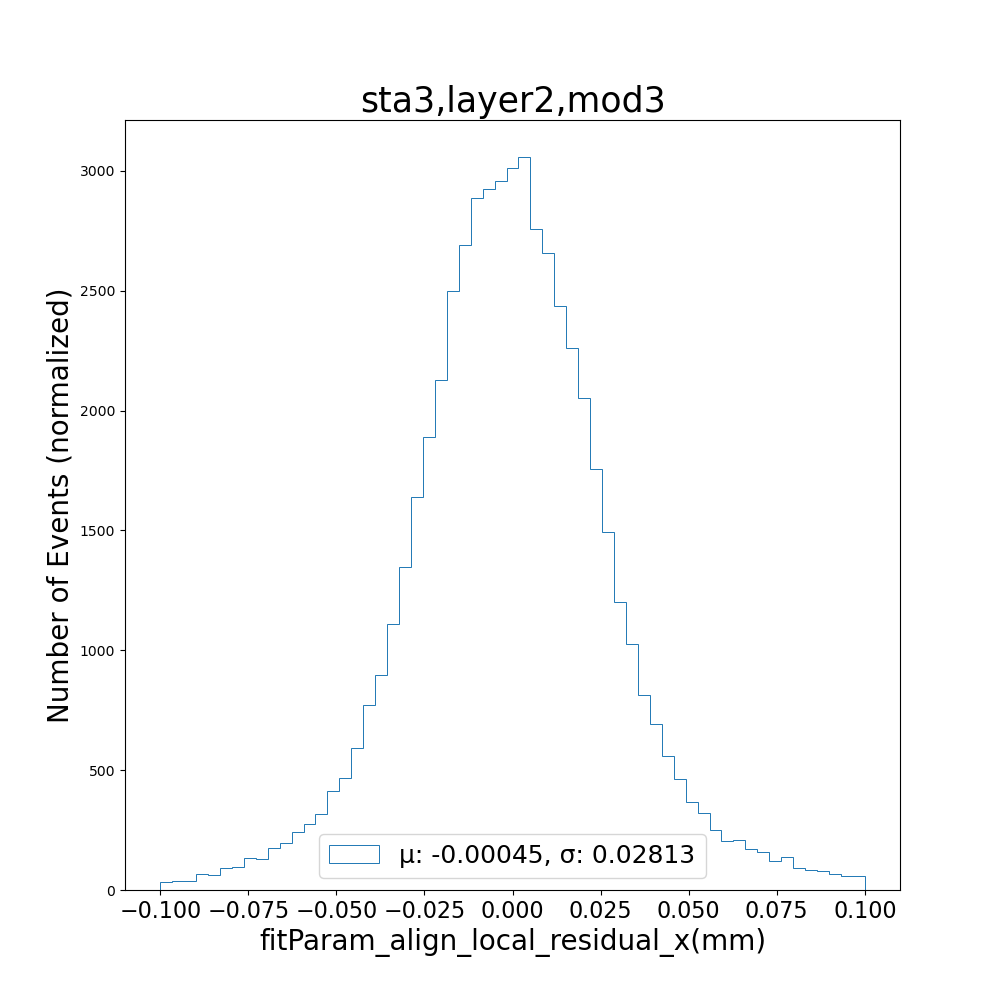 sta3,layer2,mod3
Number of Events (normalized)
3000
2500
2000
1500
1000
500
0
μ: -0.00045, σ: 0.02813
−0.100 −0.075 −0.050 −0.025 0.000 0.025 0.050 0.075 0.100
fitParam_align_local_residual_x(mm)